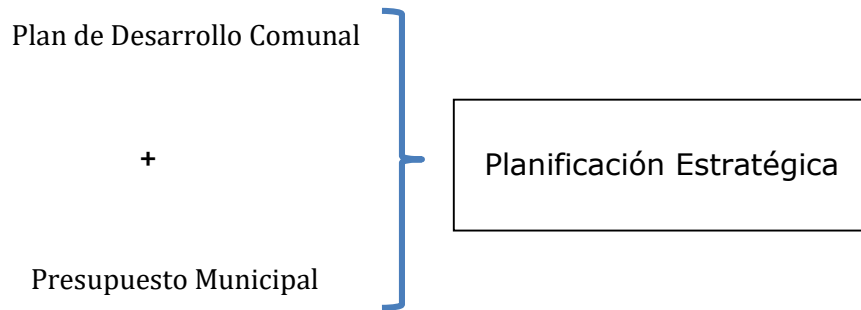 Plan de Desarrollo Comunal
+
Planificación Estratégica
Presupuesto Municipal